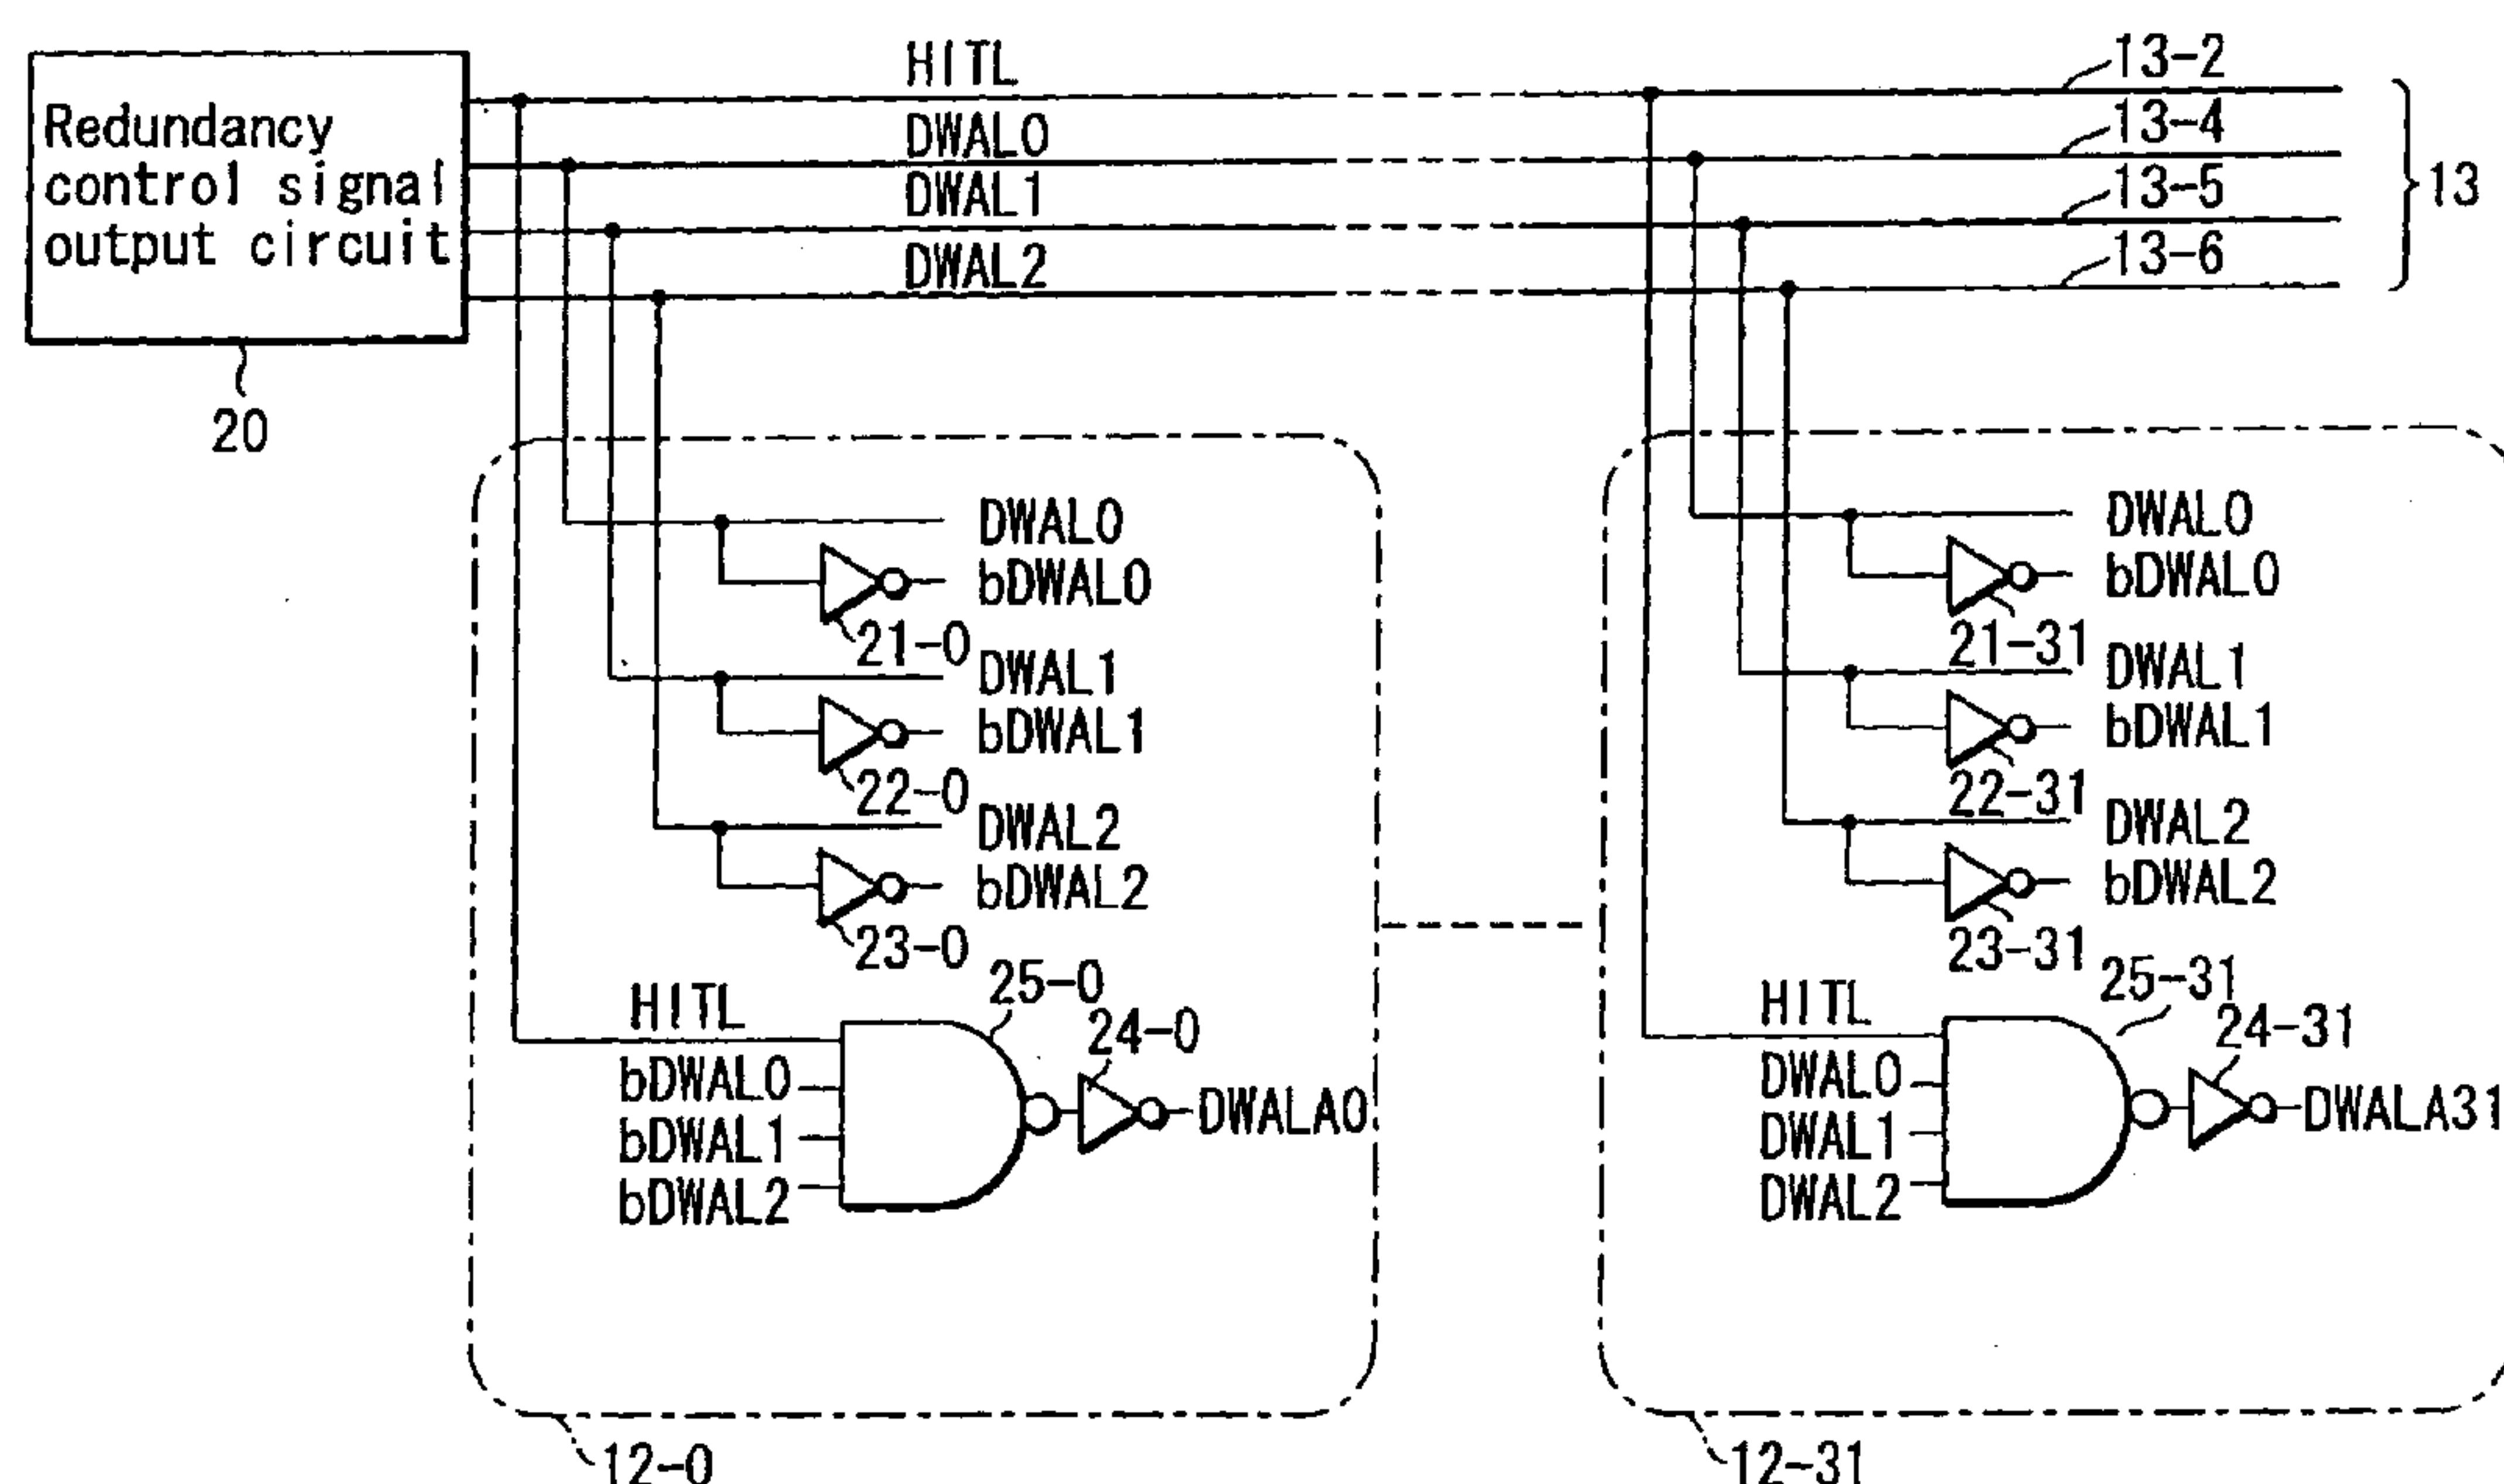 Redundancy
control signal
output circuit
20
HITL
DWAL0
DWAL1
DWAL2
13-2
13-4
13-5
13-6
13
DWAL0
bDWAL0
21-0
DWAL1
bDWAL1
22-0
DWAL2
bDWAL2
23-0
25-0
24-0
HITL
bDWAL0
bDWAL1
bDWAL2
DWALA0
12-0
DWAL0
bDWAL0
21-31
DWAL1
bDWAL1
22-31
DWAL2
bDWAL2
23-31
25-31
24-31
HITL
DWAL0
DWAL1
DWAL2
DWALA31
12-31